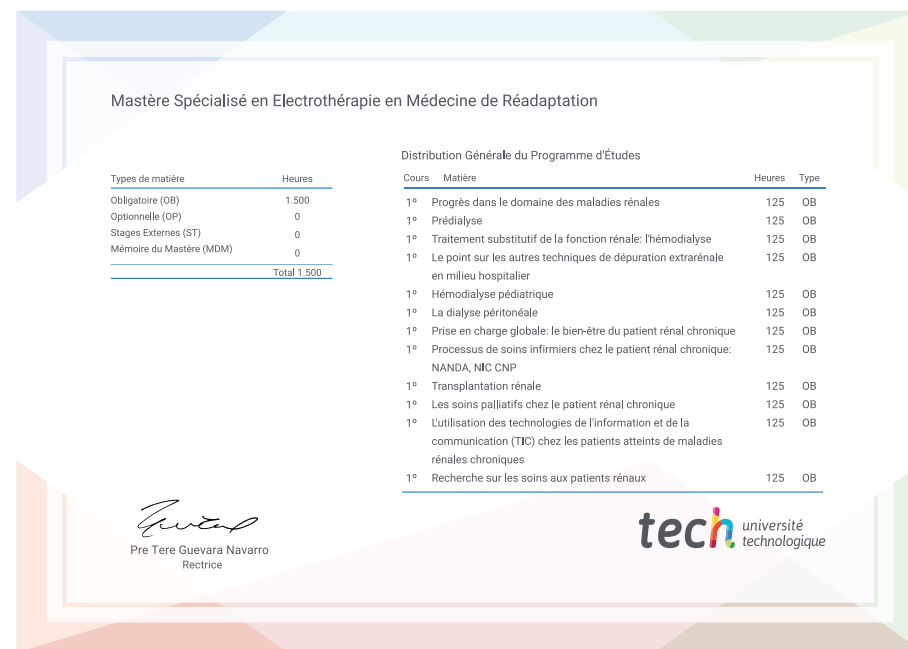 Mastère Spécialisé en Electrothérapie en Médecine de Réadaptation
Types de matière Heures
Obligatoire (OB) 1.500
Optionnelle (OP) 0
Stages Externes (ST) 0
Mémoire du Mastère (MDM) 0
Total 1.500
Distribution Générale du Programme d'Études
Cours Matière Heures Type
1º Progrès dans le domaine des maladies rénales 125 OB
1º Prédialyse 125 OB
1º Traitement substitutif de la fonction rénale: l'hémodialyse 125 OB
1º Le point sur les autres techniques de dépuration extrarénale 125 OB
en milieu hospitalier
1º Hémodialyse pédiatrique 125 OB
1º La dialyse péritonéale 125 OB
1º Prise en charge globale: le bien-être du patient rénal chronique 125 OB
1º Processus de soins infirmiers chez le patient rénal chronique: 125 OB
NANDA, NIC CNP
1º Transplantation rénale 125 OB
1º Les soins palliatifs chez le patient rénal chronique 125 OB
1º L'utilisation des technologies de l'information et de la 125 OB
communication (TIC) chez les patients atteints de maladies
rénales chroniques
1º Recherche sur les soins aux patients rénaux 125 OB
Pre Tere Guevara Navarro
Rectrice
tech université
technologique